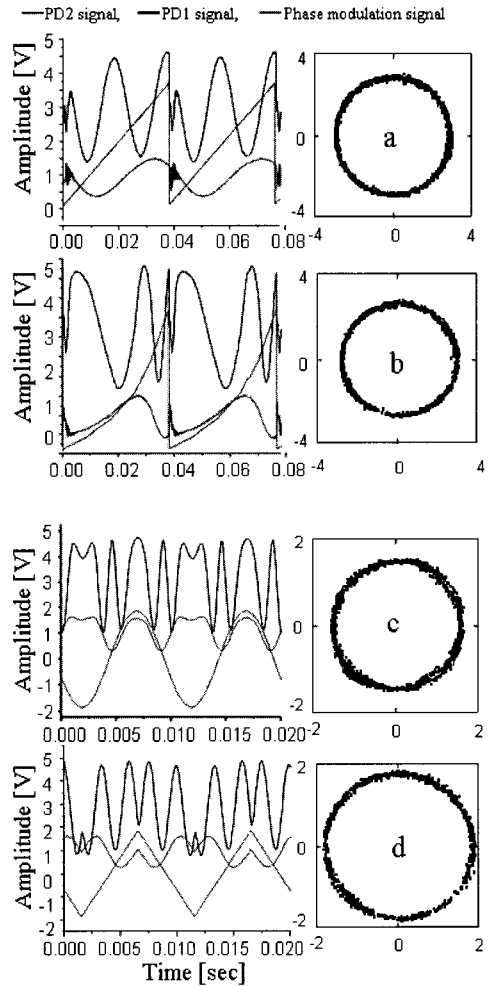 PD2 signal, PD1 signal, Phase modulation signal
Amplitude [V]
5
4
3
2
1
0
0.00 0.02 0.04 0.06 0.08
4
0
-4
-4 0 4
a
Amplitude [V]
5
4
3
2
1
0
0.00 0.02 0.04 0.06 0.08
4
0
-4
-4 0 4
b
Amplitude [V]
5
4
3
2
1
0
-1
-2
0.000 0.005 0.010 0.015 0.020
2
0
-2
-2 0 2
c
Amplitude [V]
5
4
3
2
1
0
-1
-2
0.000 0.005 0.010 0.015 0.020
Time [sec]
2
0
-2
-2 0 2
d